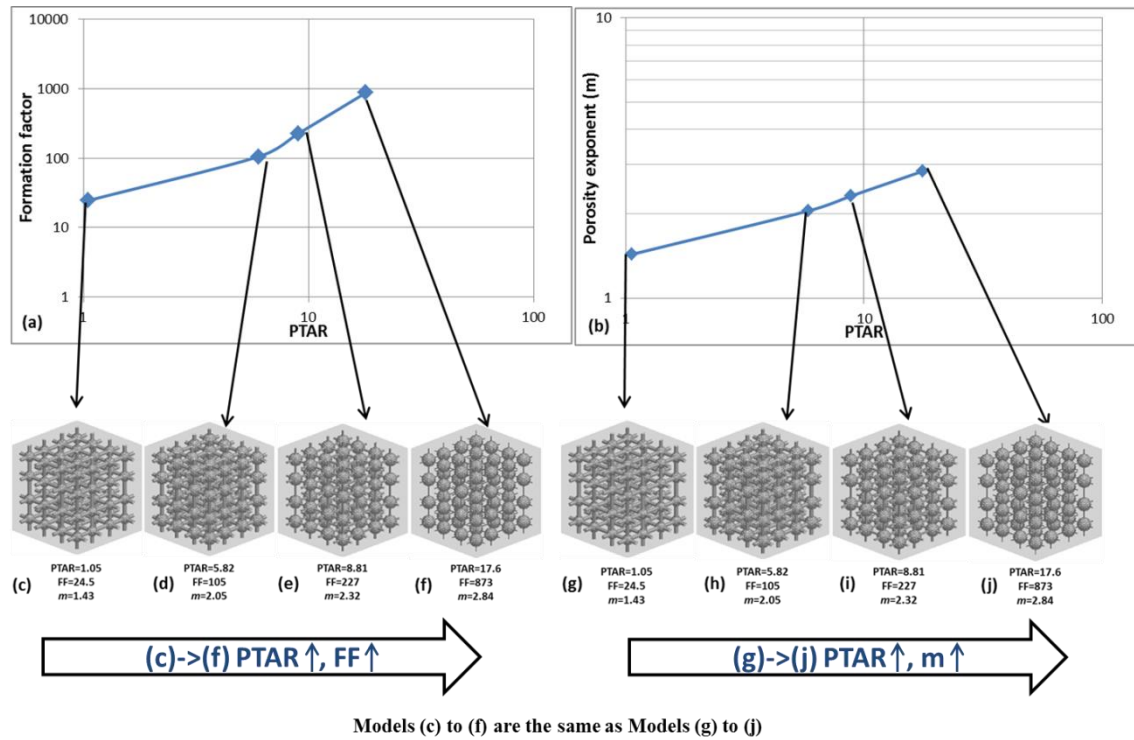 10000
1000
100
10
1
Formation factor
(a)
1
10
100
PTAR
10
1
Porosity exponent (m)
(b)
1
10
100
PTAR
(c)
PTAR=1.05
FF=24.5
m=1.43
(d)
PTAR=5.82
FF=105
m=2.05
(e)
PTAR=8.81
FF=227
m=2.32
(f)
PTAR=17.6
FF=873
m=2.84
(g)
PTAR=1.05
FF=24.5
m=1.43
(h)
PTAR=5.82
FF=105
m=2.05
(i)
PTAR=8.81
FF=227
m=2.32
(j)
PTAR=17.6
FF=873
m=2.84
(c)->(f) PTAR ↑, FF ↑
(g)->(j) PTAR ↑, m ↑
Models (c) to (f) are the same as Models (g) to (j)